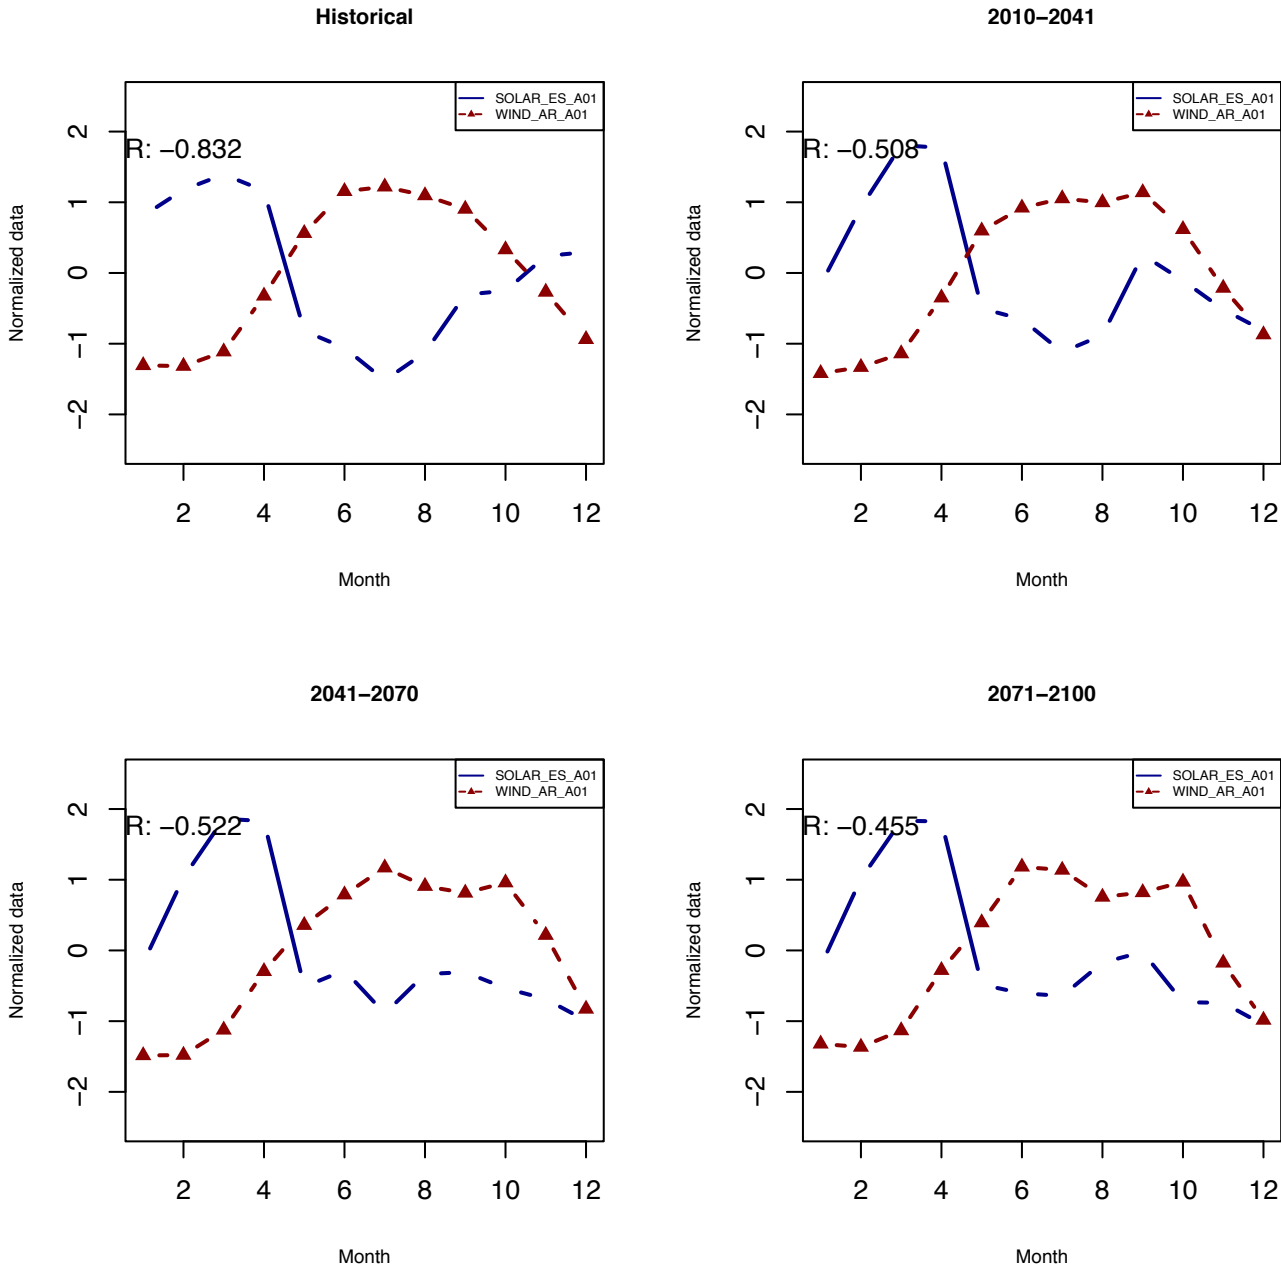 Historical
SOLAR_ES_A01
WIND_AR_A01
R: −0.832
Normalized data
2
1
0
−1
−2
2 4 6 8 10 12
Month
2010−2041
SOLAR_ES_A01
WIND_AR_A01
R: −0.508
Normalized data
2
1
0
−1
−2
2 4 6 8 10 12
Month
2041−2070
SOLAR_ES_A01
WIND_AR_A01
R: −0.522
Normalized data
2
1
0
−1
−2
2 4 6 8 10 12
Month
2071−2100
SOLAR_ES_A01
WIND_AR_A01
R: −0.455
Normalized data
2
1
0
−1
−2
2 4 6 8 10 12
Month